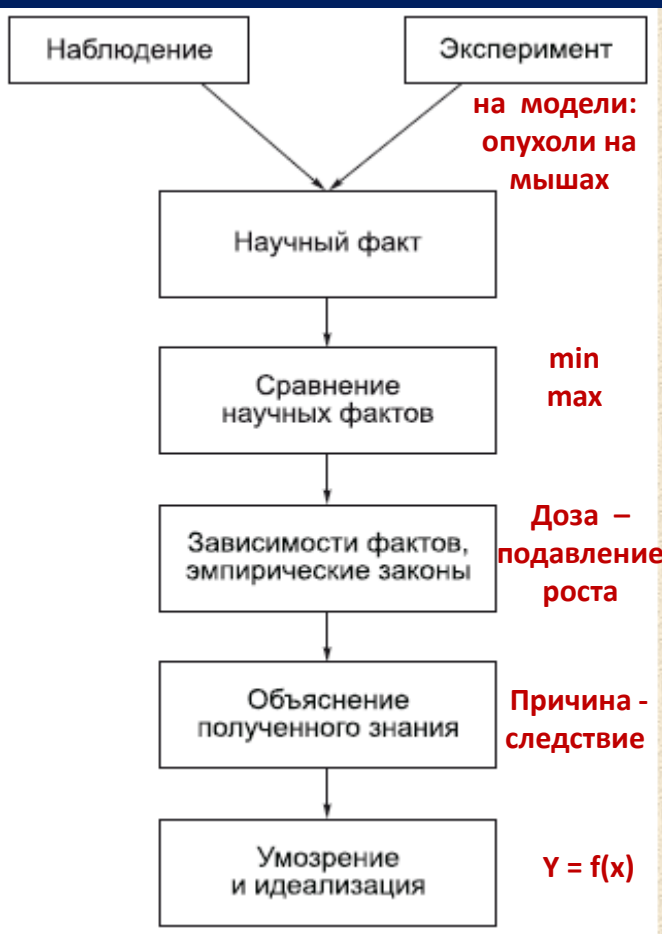 Наблюдение
Эксперимент
на модели:
опухоли на
мышах
Научный факт
Сравнение
научных фактов
min
max
Зависимости фактов,
эмпирические законы
Доза –
подавление
роста
Объяснение
полученного знания
Причина -
следствие
Умозрение
и идеализация
Y = f(x)